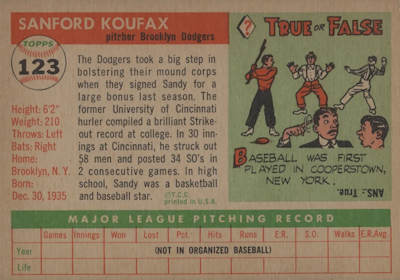 SANFORD KOUFAX
pitcher Brooklyn Dodgers
TOPPS
123
Height: 6'2"
Weight: 210
Throws: Left
Bats: Right
Home:
Brooklyn, N. Y.
Born:
Dec. 30, 1935
The Dodgers took a big step in
bolstering their mound corps
when they signed Sandy for a
large bonus last season. The
former University of Cincinnati
hurler compiled a brilliant Strike-
out record at college. In 30 inn-
ings at Cincinnati, he struck out
58 men and posted 34 SO's in
2 consecutive games. In high
school, Sandy was a basketball
and baseball star.
©T.C.C.
printed in U.S.A.
?
TRUE OR FALSE
BASEBALL WAS FIRST
PLAYED IN COOPERSTOWN,
NEW YORK.
ANS.: True.
MAJOR LEAGUE PITCHING RECORD
Games Innings Won Lost Pct. Hits Runs E.R. S.O. Walks E.R.Avg.
Year (NOT IN ORGANIZED BASEBALL)
Life